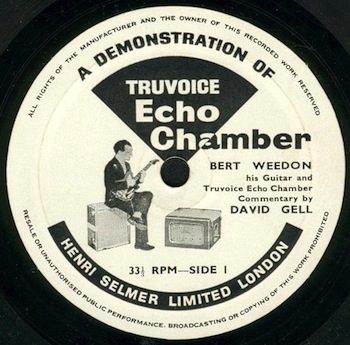 ALL RIGHTS OF THE MANUFACTURER AND THE OWNER OF THIS RECORDED WORK RESERVED
A DEMONSTRATION OF
TRUVOICE
Echo
Chamber
BERT WEEDON
his Guitar and
Truvoice Echo Chamber
Commentary by
DAVID GELL
33⅓ RPM—SIDE I
HENRI SELMER LIMITED LONDON
RESALE OR UNAUTHORISED PUBLIC PERFORMANCE. BROADCASTING OR COPYING OF THIS WORK PROHIBITED